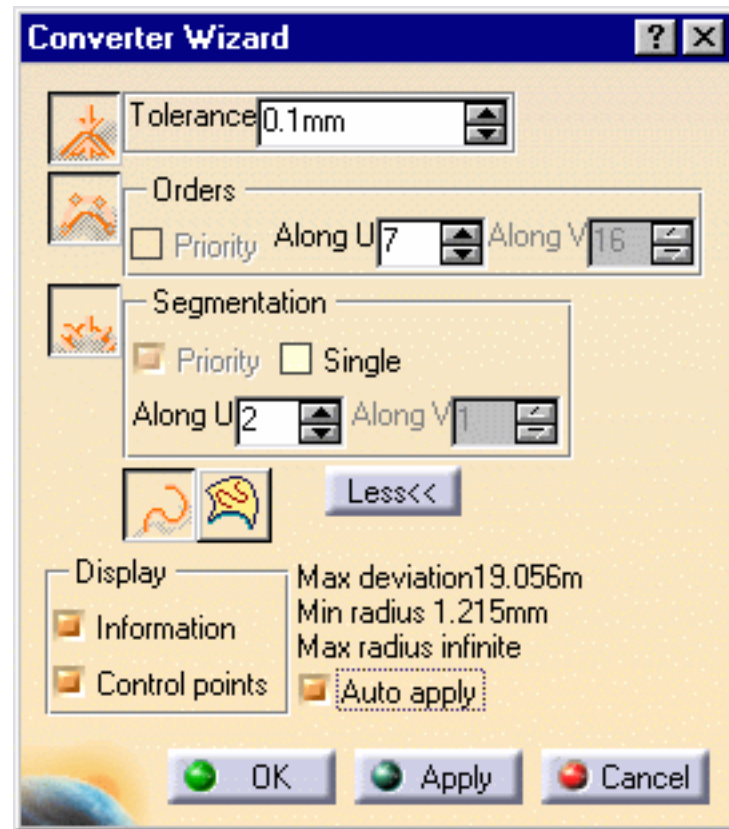 Converter Wizard
Tolerance 0.1mm
Orders
Priority Along U 7 Along V 16
Segmentation
Priority Single
Along U 2 Along V 1
Less<<
Display
Information
Control points
Max deviation19.056m
Min radius 1.215mm
Max radius infinite
Auto apply
OK Apply Cancel